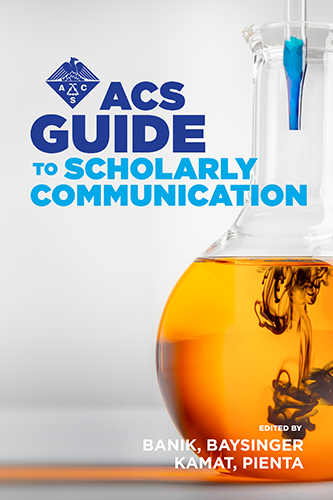 A C S
ACS
GUIDE
TO SCHOLARLY
COMMUNICATION
EDITED BY
BANIK, BAYSINGER
KAMAT, PIENTA